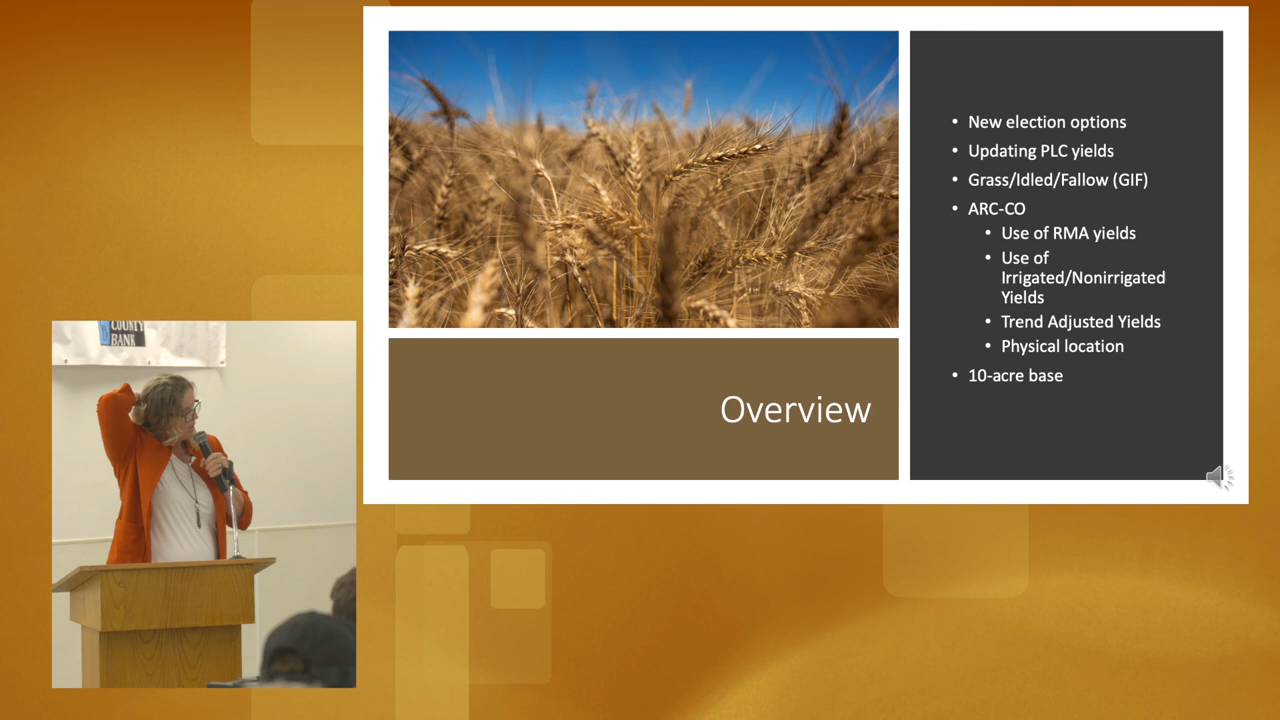 New election options
Updating PLC yields
Grass/Idled/Fallow (GIF)
ARC-CO
Use of RMA yields
Use of
Irrigated/Nonirrigated
Yields
Trend Adjusted Yields
Physical location
10-acre base
Overview
COUNTY
BANK